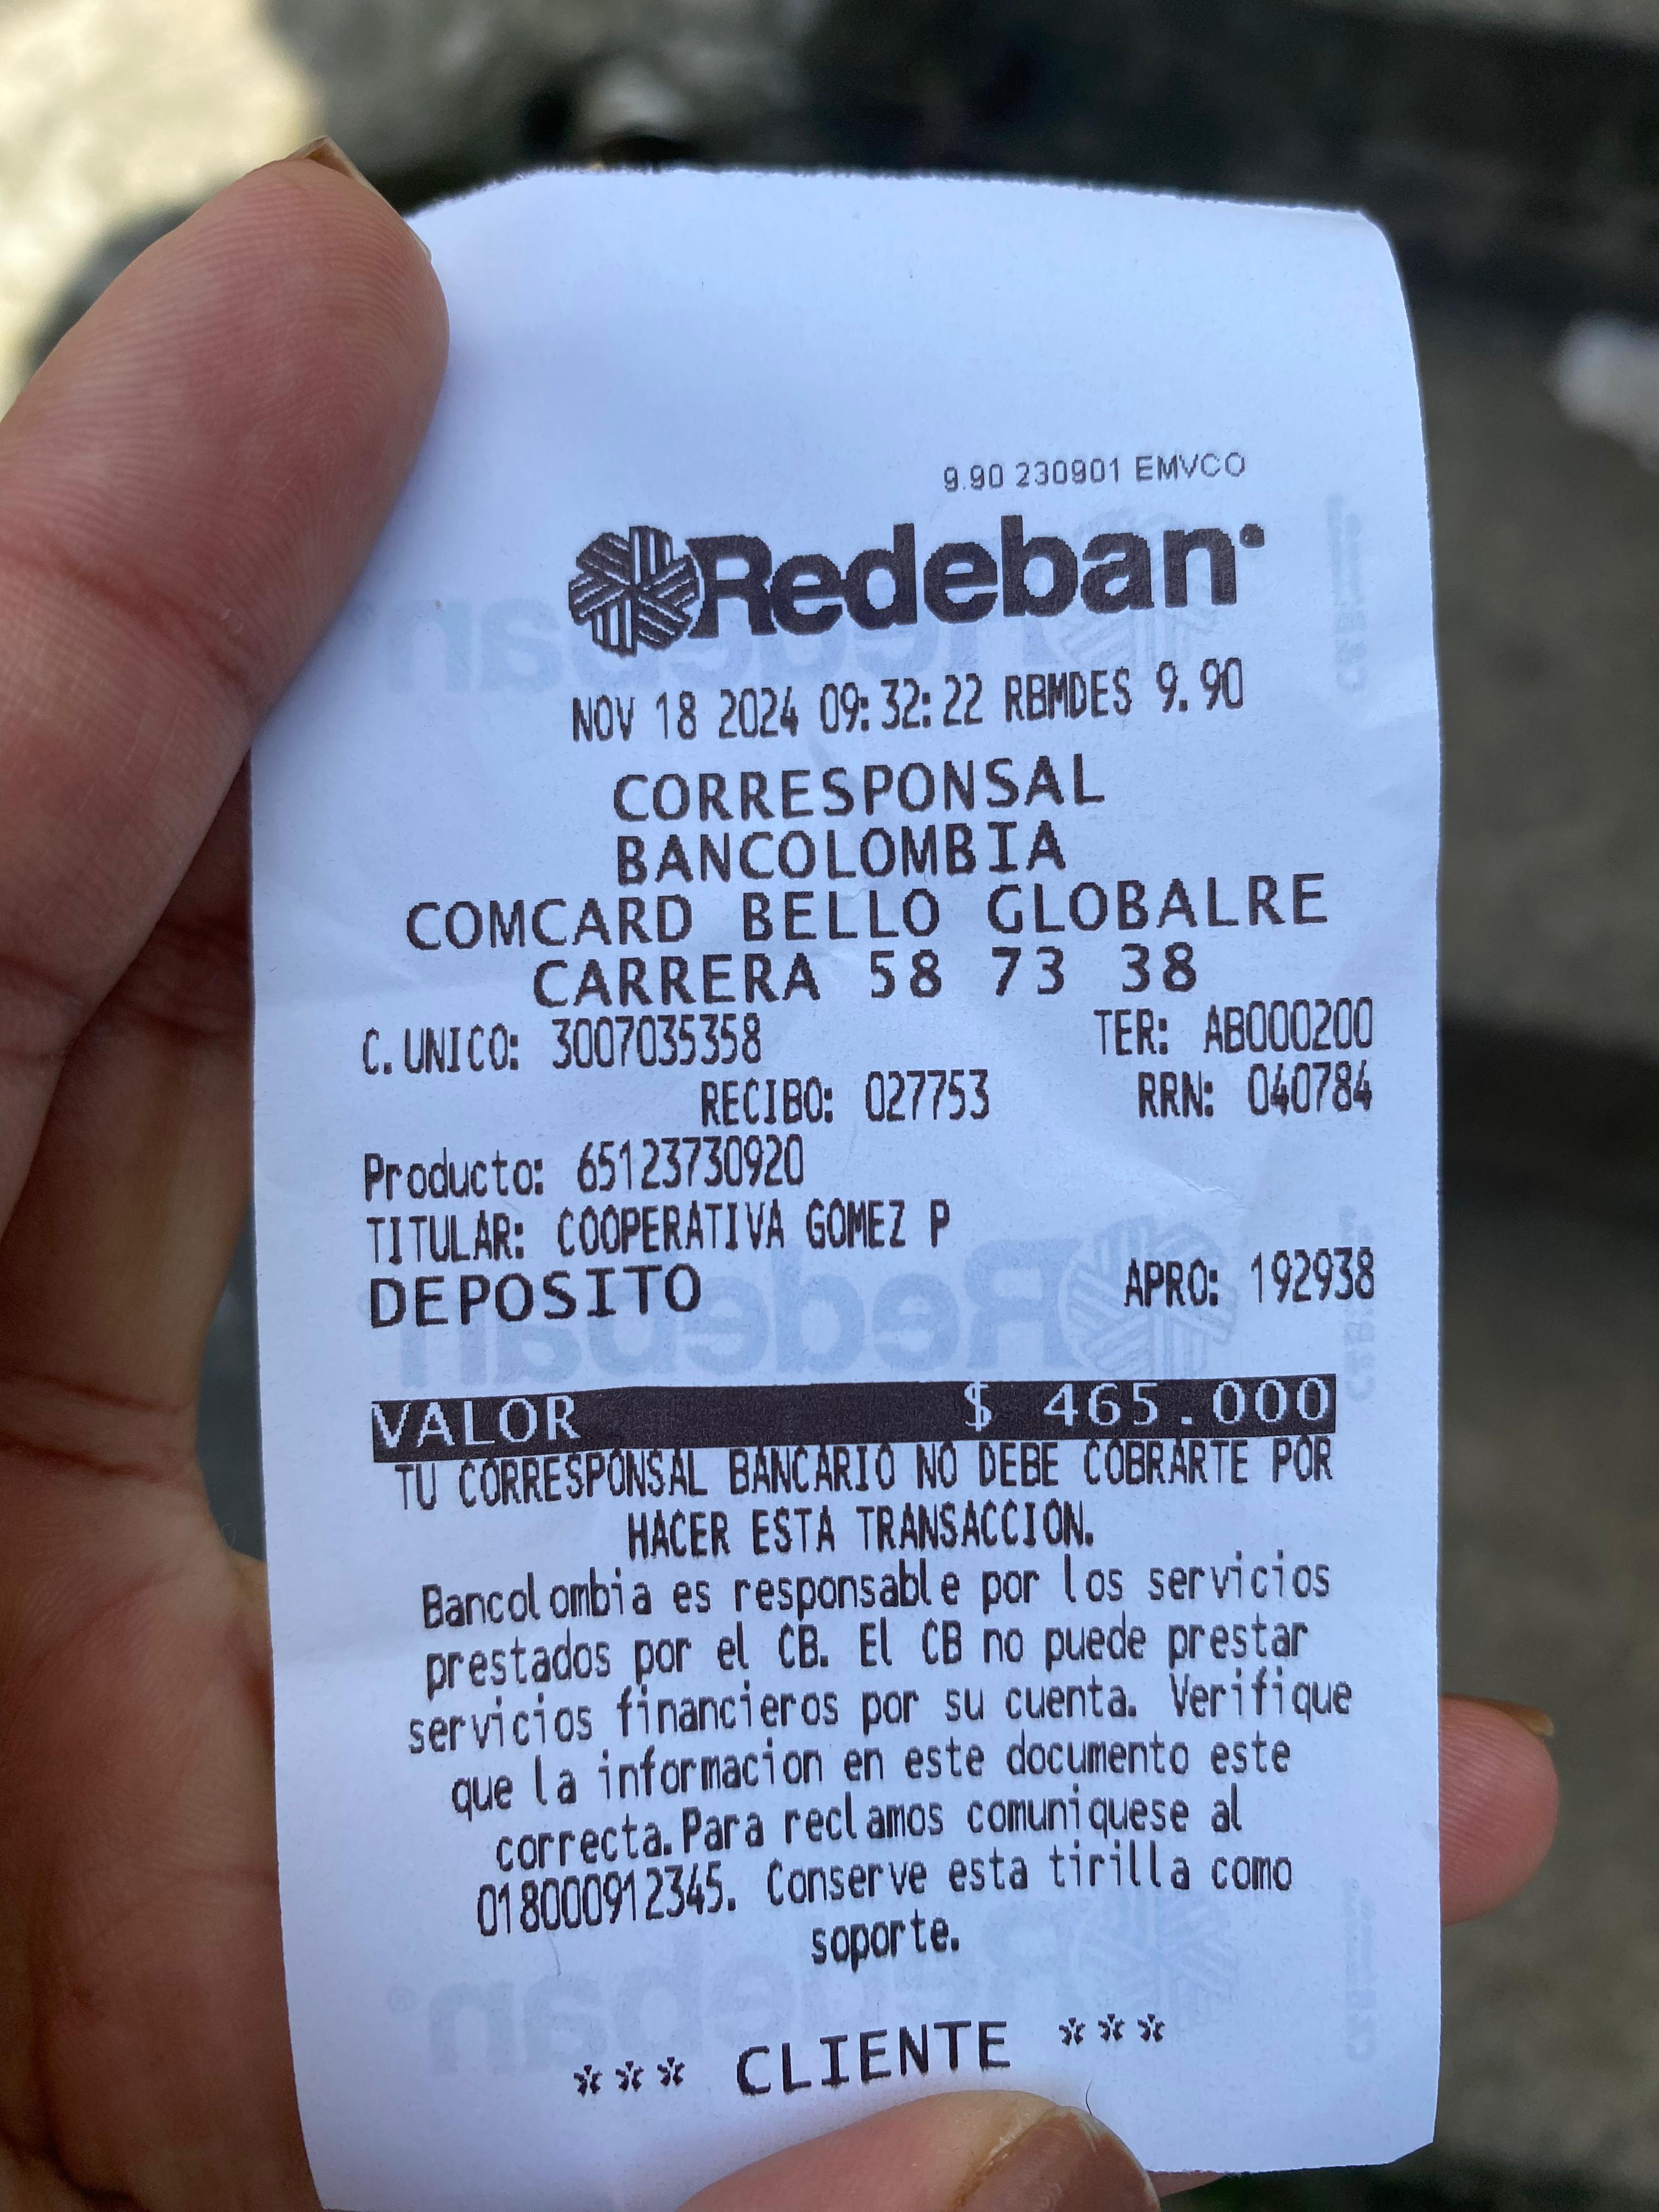 9.90 230901 EMVCO
Redeban
NOV 18 2024 09:32:22 RBMDES 9.90
CORRESPONSAL
BANCOLOMBIA
COMCARD BELLO GLOBALRE
CARRERA 58 73 38
C.UNICO: 3007035358 TER: AB000200
RECIBO: 027753 RRN: 040784
Producto: 65123730920
TITULAR: COOPERATIVA GOMEZ P
DEPOSITO APRO: 192938
VALOR $ 465.000
TU CORRESPONSAL BANCARIO NO DEBE COBRARTE POR
HACER ESTA TRANSACCION.
Bancolombia es responsable por los servicios
prestados por el CB. El CB no puede prestar
servicios financieros por su cuenta. Verifique
que la informacion en este documento este
correcta.Para reclamos comuniquese al
018000912345. Conserve esta tirilla como
soporte.
*** CLIENTE ***